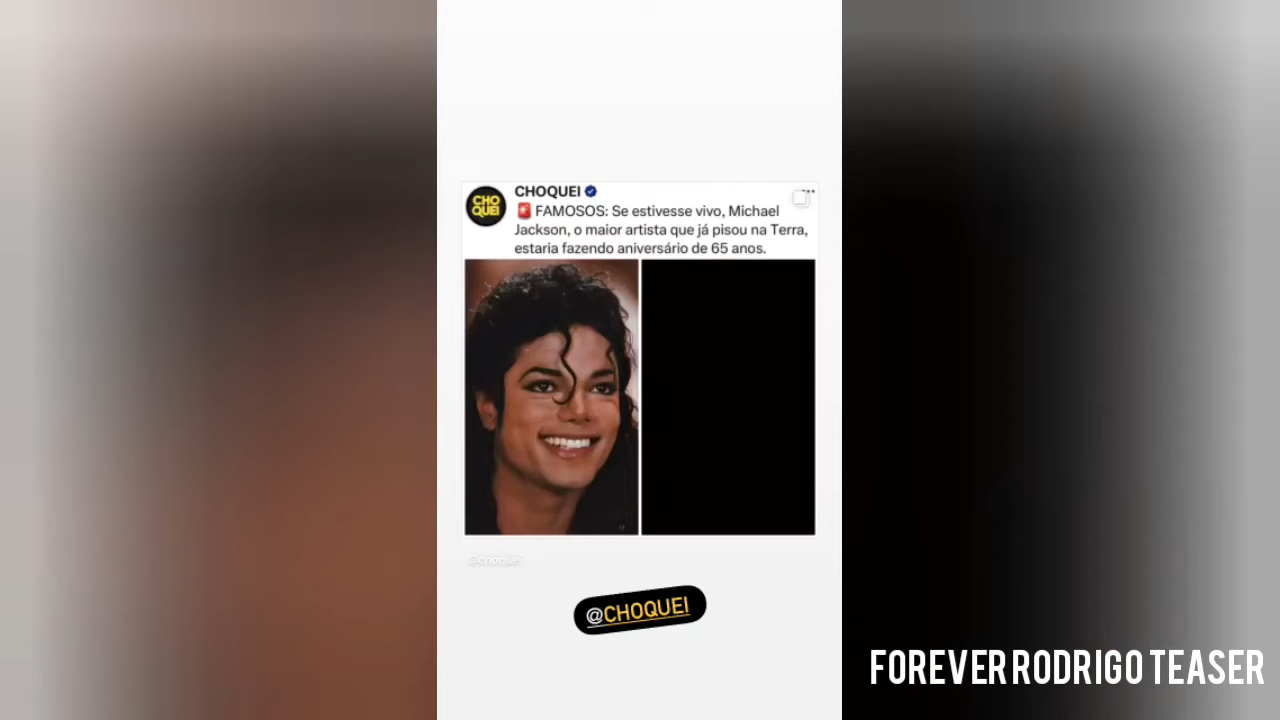 CHO
QUEI
CHOQUEI
FAMOSOS: Se estivesse vivo, Michael
Jackson, o maior artista que já pisou na Terra,
estaria fazendo aniversário de 65 anos.
@choquei
@CHOQUEI
FOREVER RODRIGO TEASER